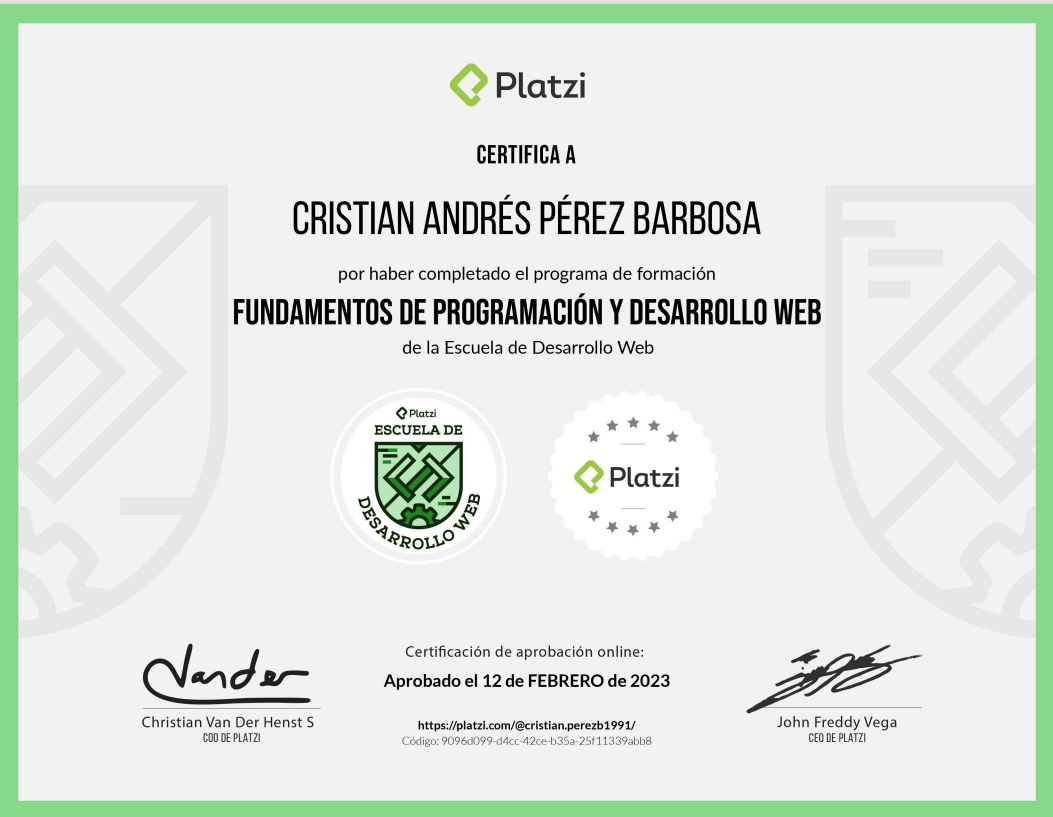 Platzi
CERTIFICA A
CRISTIAN ANDRÉS PÉREZ BARBOSA
por haber completado el programa de formación
FUNDAMENTOS DE PROGRAMACIÓN Y DESARROLLO WEB
de la Escuela de Desarrollo Web
Platzi
ESCUELA DE
DESARROLLO WEB
Platzi
Vander
Christian Van Der Henst S
COO DE PLATZI
Certificación de aprobación online:
Aprobado el 12 de FEBRERO de 2023
https://platzi.com/@cristian.perezb1991/
Código: 9096d099-d4cc-42ce-b35a-25f11339abb8
John Freddy Vega
CEO DE PLATZI